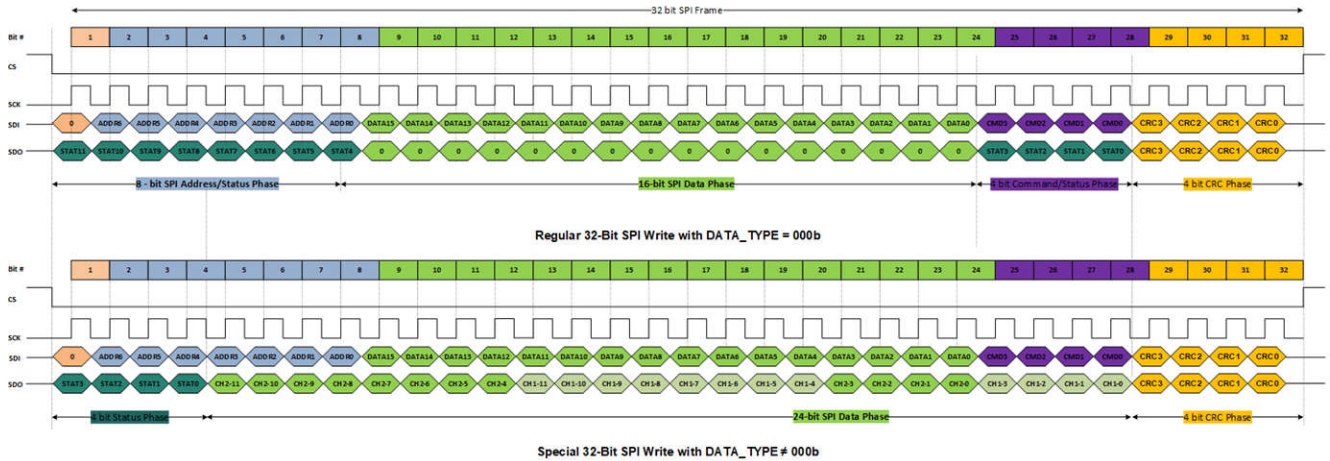 32 bit SPI Frame
Bit # 1 2 3 4 5 6 7 8 9 10 11 12 13 14 15 16 17 18 19 20 21 22 23 24 25 26 27 28 29 30 31 32
CS
SCK
SDI 0 ADDR6 ADDR5 ADDR4 ADDR3 ADDR2 ADDR1 ADDR0 DATA15 DATA14 DATA13 DATA12 DATA11 DATA10 DATA9 DATA8 DATA7 DATA6 DATA5 DATA4 DATA3 DATA2 DATA1 DATA0 CMD3 CMD2 CMD1 CMD0 CRC3 CRC2 CRC1 CRC0
SDO STAT11 STAT10 STAT9 STAT8 STAT7 STAT6 STAT5 STAT4 0 0 0 0 0 0 0 0 0 0 0 0 0 0 0 0 STAT3 STAT2 STAT1 STAT0 CRC3 CRC2 CRC1 CRC0
8 - bit SPI Address/Status Phase 16-bit SPI Data Phase 4 bit Command/Status Phase 4 bit CRC Phase
Regular 32-Bit SPI Write with DATA_TYPE = 000b
Bit # 1 2 3 4 5 6 7 8 9 10 11 12 13 14 15 16 17 18 19 20 21 22 23 24 25 26 27 28 29 30 31 32
CS
SCK
SDI 0 ADDR6 ADDR5 ADDR4 ADDR3 ADDR2 ADDR1 ADDR0 DATA15 DATA14 DATA13 DATA12 DATA11 DATA10 DATA9 DATA8 DATA7 DATA6 DATA5 DATA4 DATA3 DATA2 DATA1 DATA0 CMD3 CMD2 CMD1 CMD0 CRC3 CRC2 CRC1 CRC0
SDO STAT3 STAT2 STAT1 STAT0 CH2-11 CH2-10 CH2-9 CH2-8 CH2-7 CH2-6 CH2-5 CH2-4 CH1-11 CH1-10 CH1-9 CH1-8 CH1-7 CH1-6 CH1-5 CH1-4 CH2-3 CH2-2 CH2-1 CH2-0 CH1-3 CH1-2 CH1-1 CH1-0 CRC3 CRC2 CRC1 CRC0
4 bit Status Phase 24-bit SPI Data Phase 4 bit CRC Phase
Special 32-Bit SPI Write with DATA_TYPE ≠ 000b